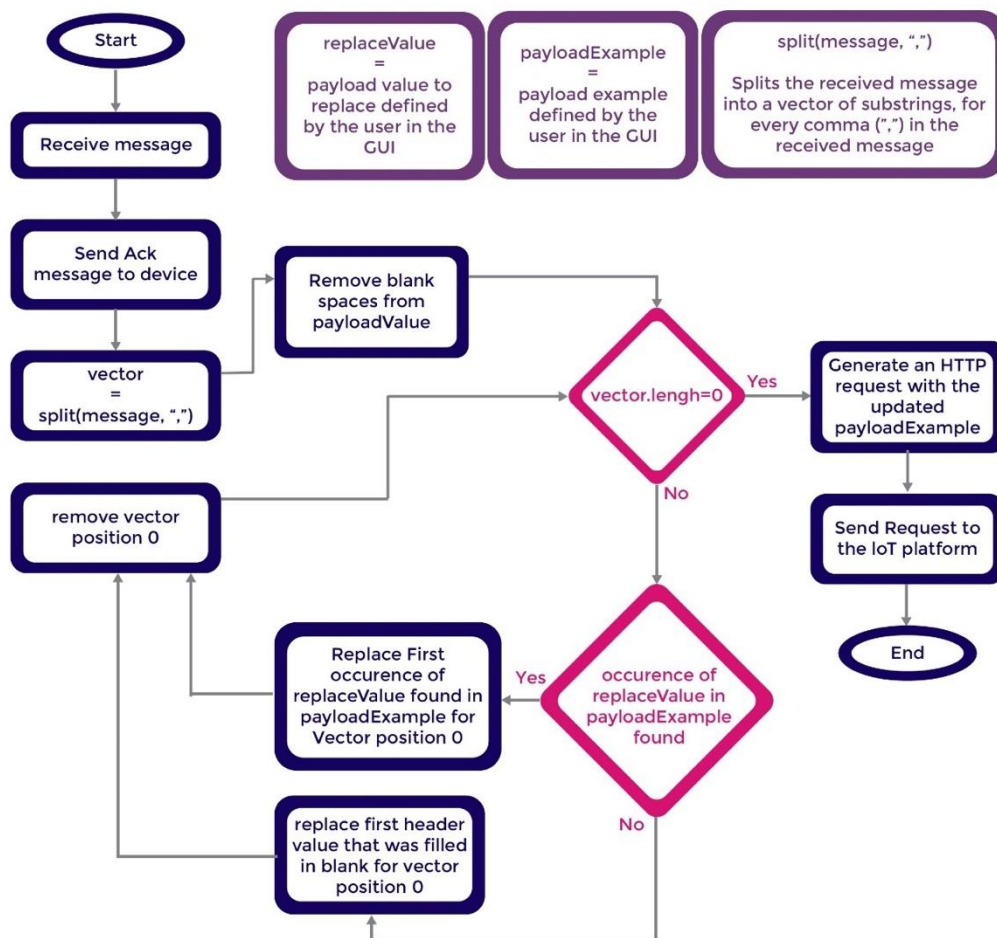 Start
replaceValue
=
payload value to
replace defined
by the user in the
GUI
payloadExample
=
payload example
defined by the
user in the GUI
split(message, “,”)
Splits the received message
into a vector of substrings, for
every comma (”,”) in the
received message
Receive message
Send Ack
message to device
vector
=
split(message, “,”)
Remove blank
spaces from
payloadValue
vector.lengh=0
Yes
No
Generate an HTTP
request with the
updated
payloadExample
Send Request to
the IoT platform
End
remove vector
position 0
occurence of
replaceValue in
payloadExample
found
Yes
No
Replace First
occurence of
replaceValue found in
payloadExample for
Vector position 0
replace first header
value that was filled
in blank for vector
position 0